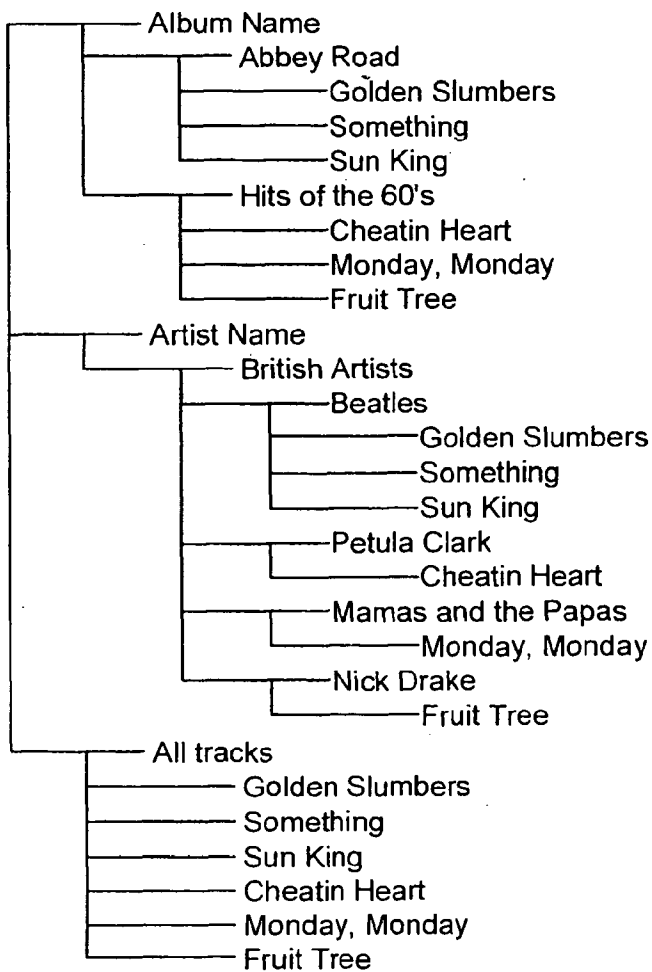 Album Name
Abbey Road
Golden Slumbers
Something
Sun King
Hits of the 60's
Cheatin Heart
Monday, Monday
Fruit Tree
Artist Name
British Artists
Beatles
Golden Slumbers
Something
Sun King
Petula Clark
Cheatin Heart
Mamas and the Papas
Monday, Monday
Nick Drake
Fruit Tree
All tracks
Golden Slumbers
Something
Sun King
Cheatin Heart
Monday, Monday
Fruit Tree